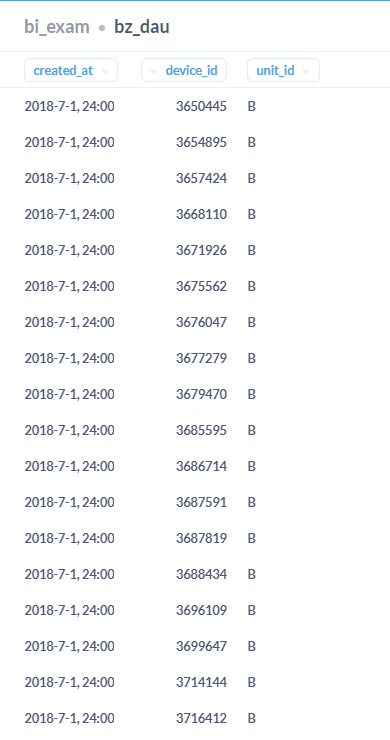 bi_exam • bz_dau
created_at device_id unit_id
2018-7-1, 24:00 3650445 B
2018-7-1, 24:00 3654895 B
2018-7-1, 24:00 3657424 B
2018-7-1, 24:00 3668110 B
2018-7-1, 24:00 3671926 B
2018-7-1, 24:00 3675562 B
2018-7-1, 24:00 3676047 B
2018-7-1, 24:00 3677279 B
2018-7-1, 24:00 3679470 B
2018-7-1, 24:00 3685595 B
2018-7-1, 24:00 3686714 B
2018-7-1, 24:00 3687591 B
2018-7-1, 24:00 3687819 B
2018-7-1, 24:00 3688434 B
2018-7-1, 24:00 3696109 B
2018-7-1, 24:00 3699647 B
2018-7-1, 24:00 3714144 B
2018-7-1, 24:00 3716412 B